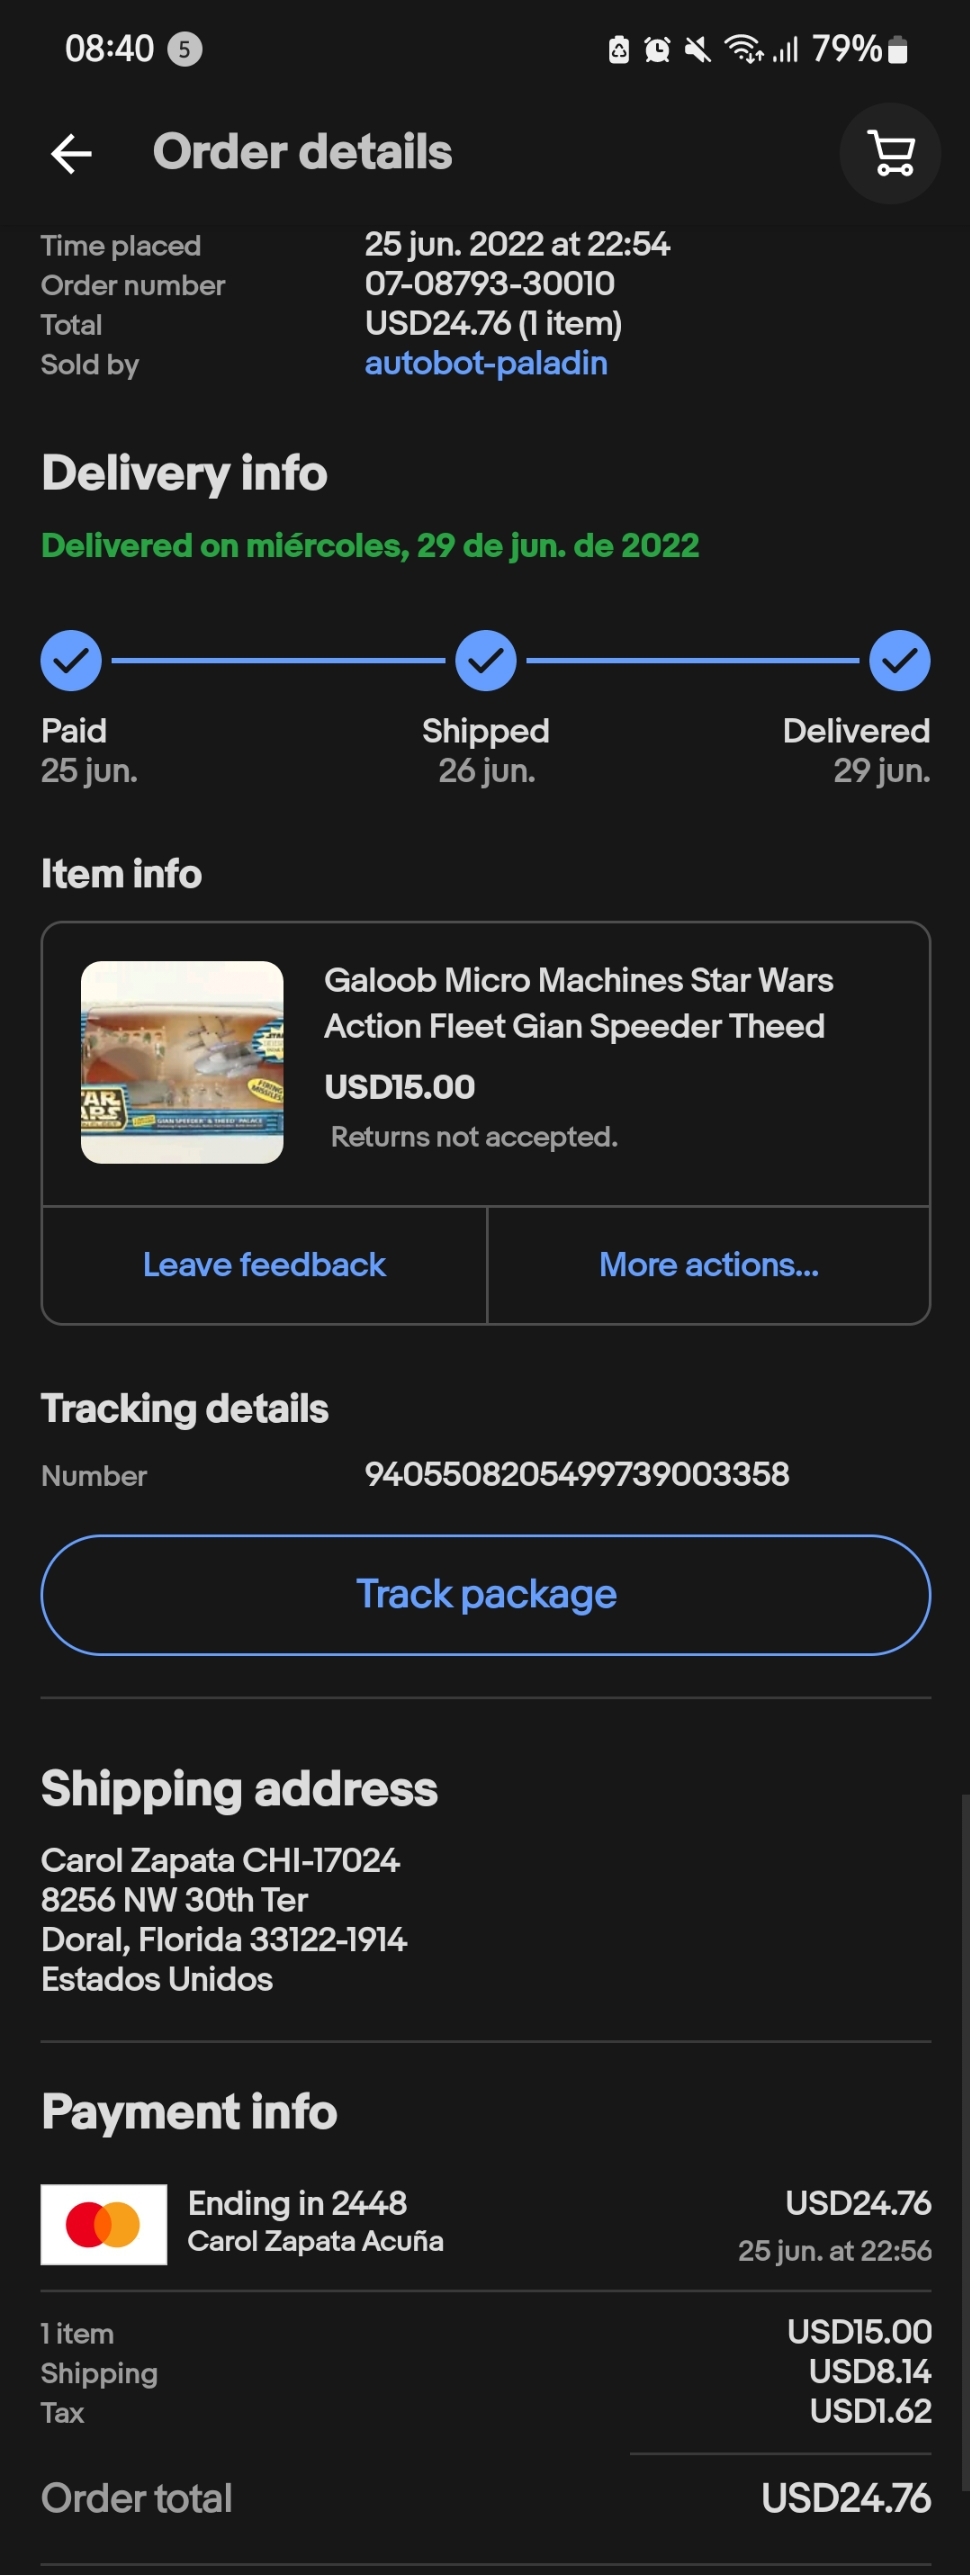 08:40 5 79%
Order details
Time placed 25 jun. 2022 at 22:54
Order number 07-08793-30010
Total USD24.76 (1 item)
Sold by autobot-paladin
Delivery info
Delivered on miércoles, 29 de jun. de 2022
Paid Shipped Delivered
25 jun. 26 jun. 29 jun.
Item info
Galoob Micro Machines Star Wars
Action Fleet Gian Speeder Theed
USD15.00
Returns not accepted.
AR
ARS
GIAN SPEEDER & THEED PALACE
Leave feedback More actions...
Tracking details
Number 9405508205499739003358
Track package
Shipping address
Carol Zapata CHI-17024
8256 NW 30th Ter
Doral, Florida 33122-1914
Estados Unidos
Payment info
Ending in 2448 USD24.76
Carol Zapata Acuña 25 jun. at 22:56
1 item USD15.00
Shipping USD8.14
Tax USD1.62
Order total USD24.76